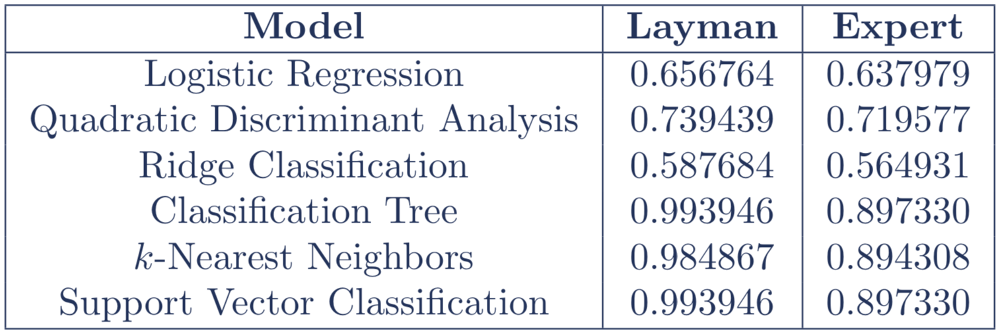 Model Layman Expert
Logistic Regression 0.656764 0.637979
Quadratic Discriminant Analysis 0.739439 0.719577
Ridge Classification 0.587684 0.564931
Classification Tree 0.993946 0.897330
k-Nearest Neighbors 0.984867 0.894308
Support Vector Classification 0.993946 0.897330